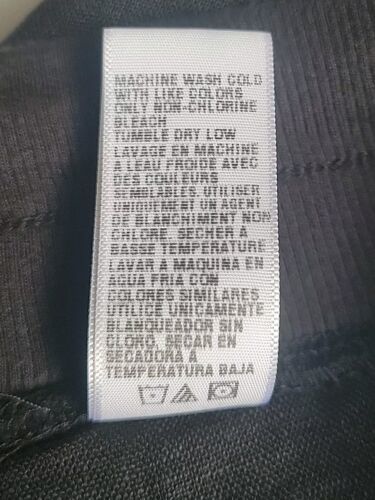 MACHINE WASH COLD
WITH LIKE COLORS
ONLY NON-CHLORINE
BLEACH
TUMBLE DRY LOW
LAVAGE EN MACHINE
A EAU FROIDE AVEC
DES COULEURS
SEMBLABLES, UTILISER
UNIQUEMENT UN AGENT
DE BLANCHIMENT NON
CHLORE, SECHER A
BASSE TEMPERATURE
LAVAR A MAQUINA EN
AGUA FRIA CON
COLORES SIMILARES
UTILICE UNICAMENTE
BLANQUEADOR SIN
CLORO, SECAR EN
SECADORA A
TEMPERATURA BAJA